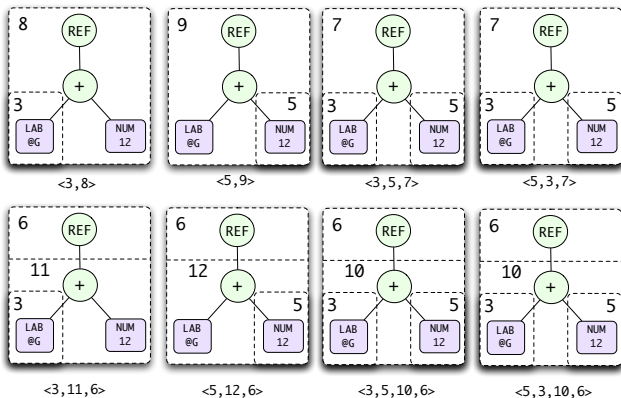 8 9 7 7
REF REF REF REF
+ + + +
3 5 3 5 3 5
LAB @G NUM 12 LAB @G NUM 12 LAB @G NUM 12 LAB @G NUM 12
<3,8> <5,9> <3,5,7> <5,3,7>
6 6 6 6
REF REF REF REF
11 12 10 10
+ + + +
3 5 3 5 3 5
LAB @G NUM 12 LAB @G NUM 12 LAB @G NUM 12 LAB @G NUM 12
<3,11,6> <5,12,6> <3,5,10,6> <5,3,10,6>